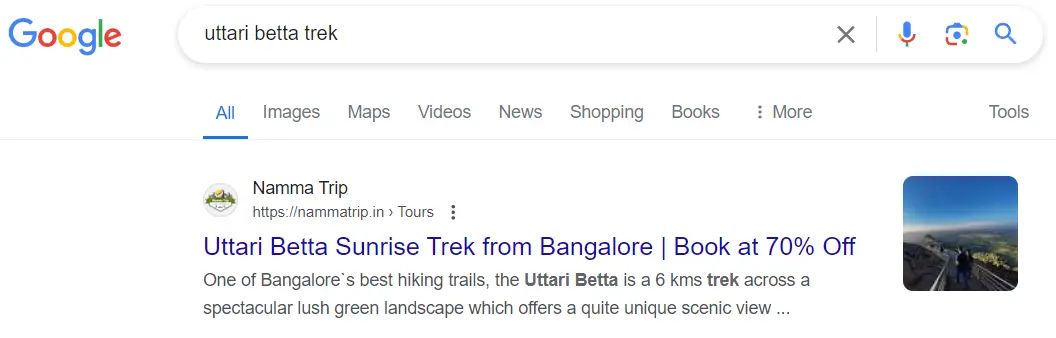 Google
uttari betta trek
All Images Maps Videos News Shopping Books More Tools
Namma Trip
https://nammatrip.in › Tours
Uttari Betta Sunrise Trek from Bangalore | Book at 70% Off
One of Bangalore`s best hiking trails, the Uttari Betta is a 6 kms trek across a
spectacular lush green landscape which offers a quite unique scenic view ...